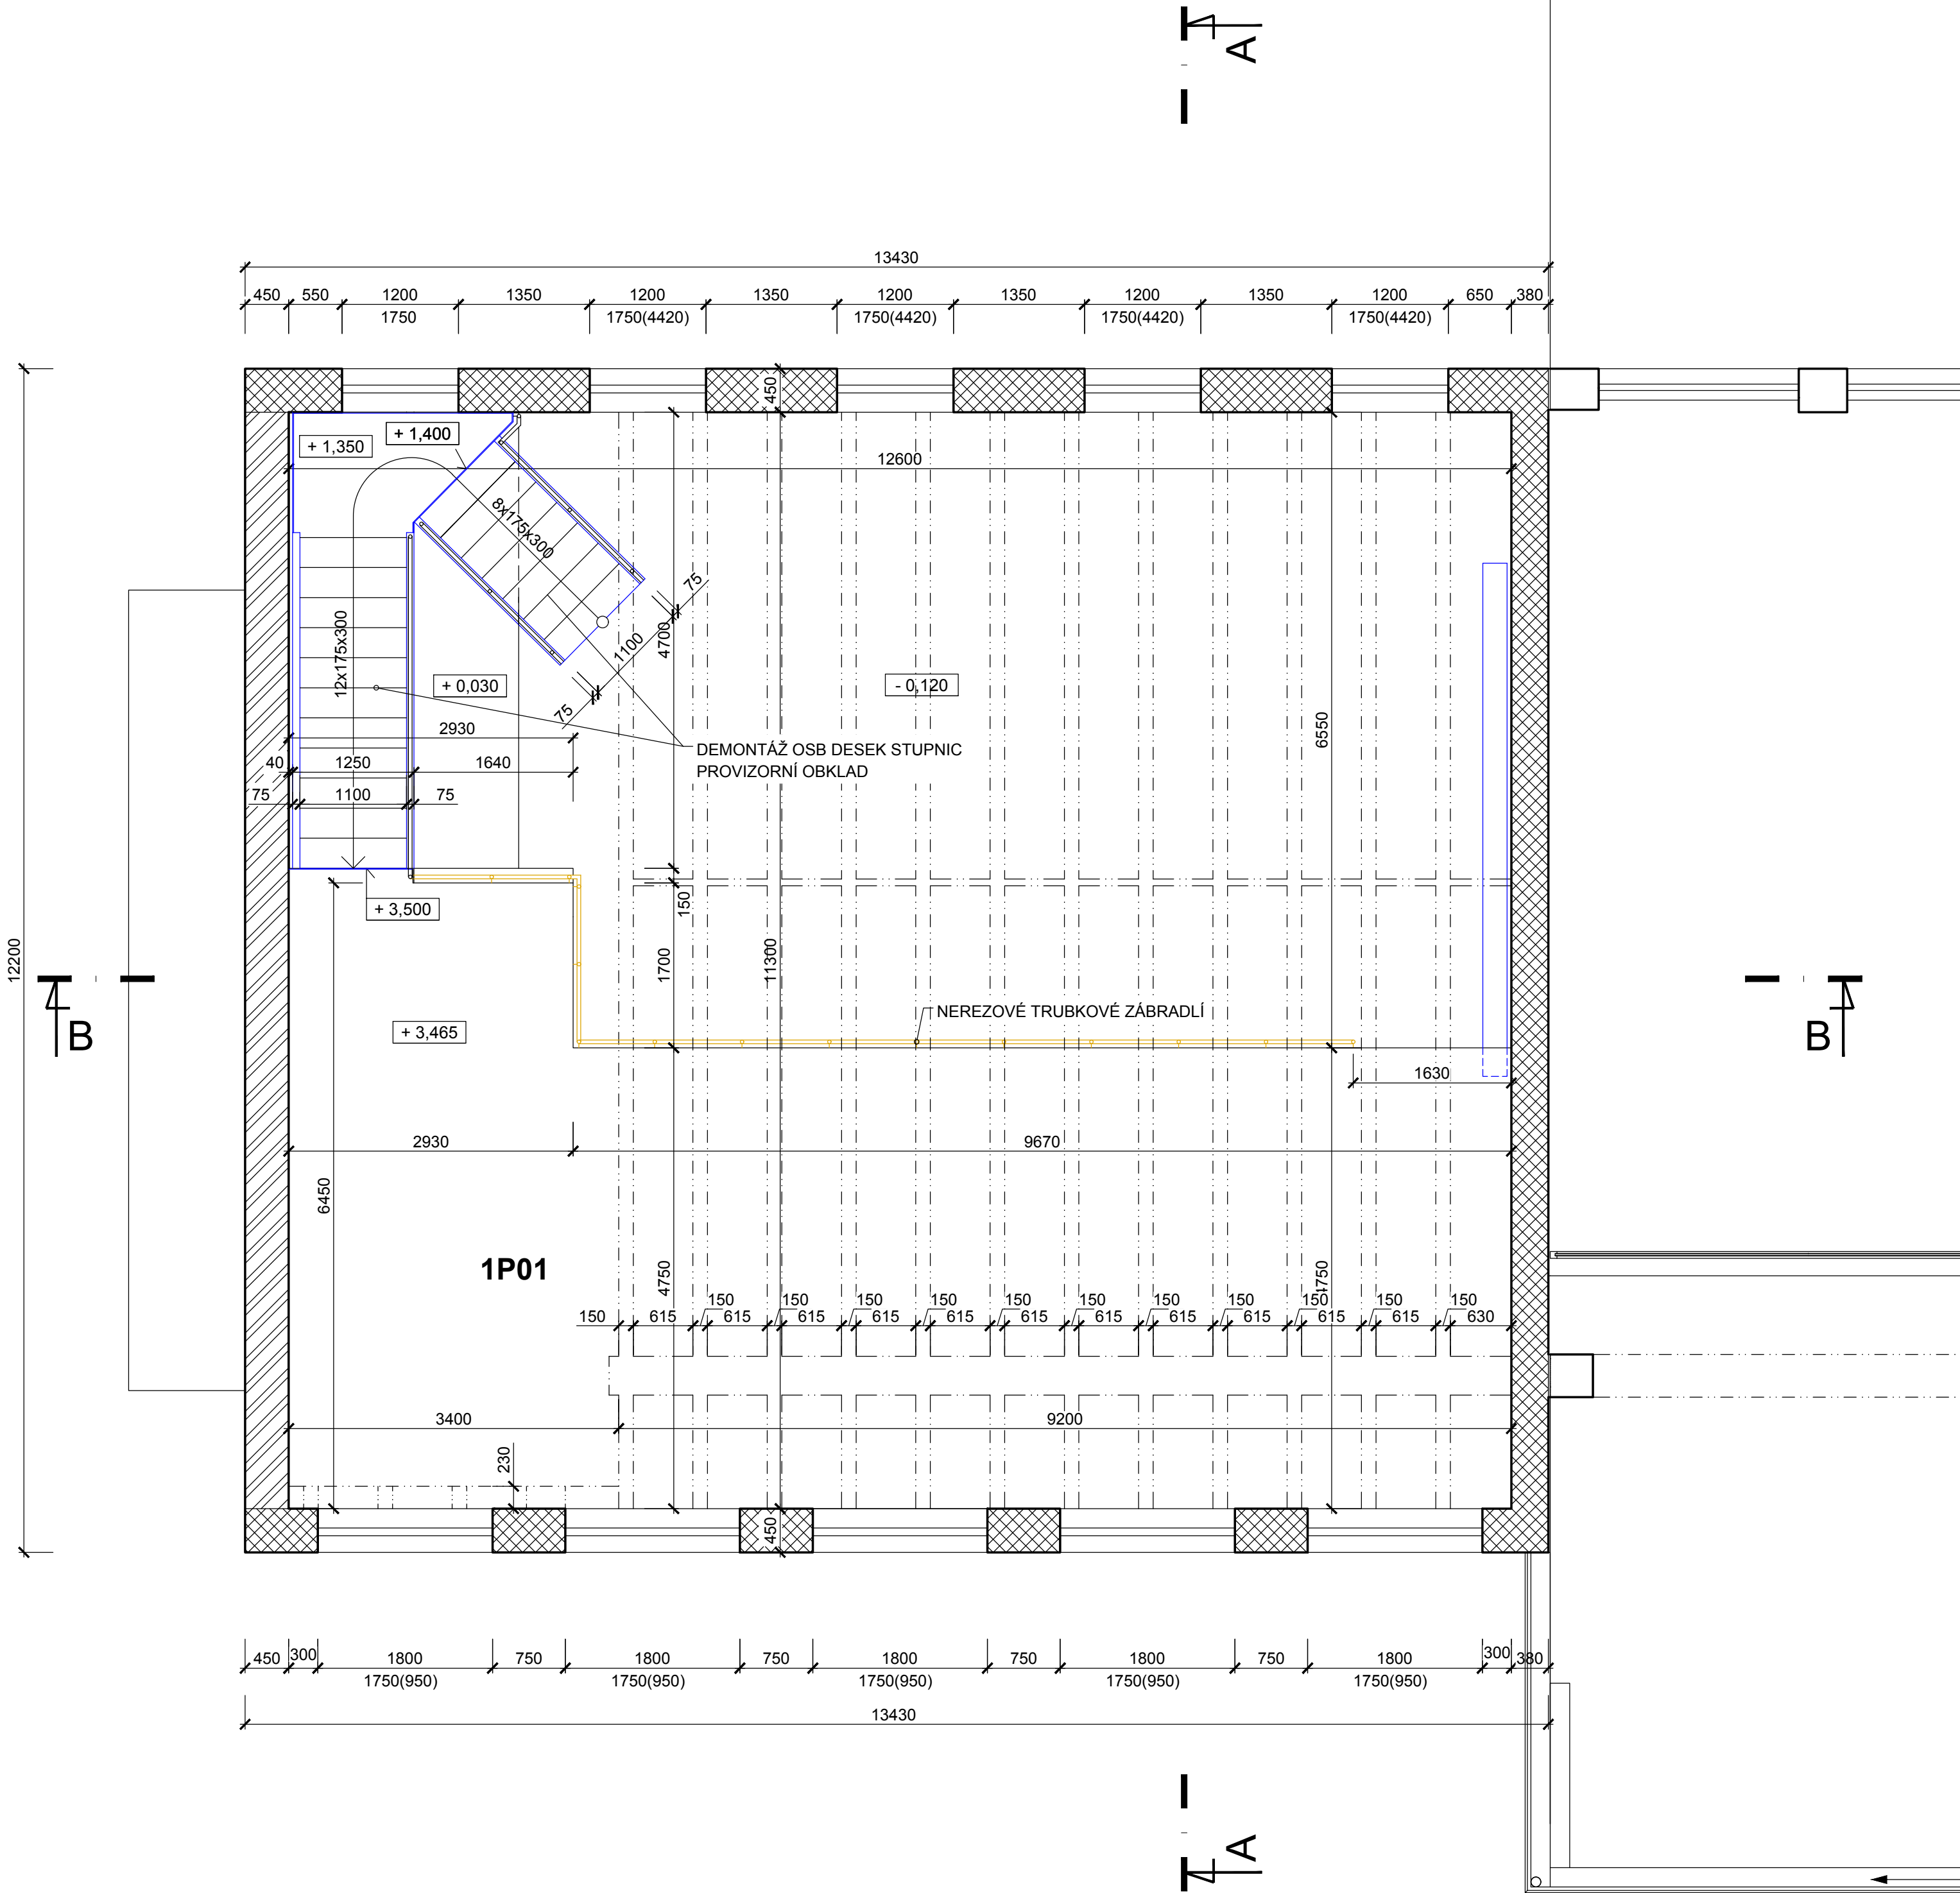 A
13430
450 550 1200 1350 1200 1350 1200 1350 1200 1350 1200 650 380
1750 1750(4420) 1750(4420) 1750(4420) 1750(4420)
450
+ 1,350
+ 1,400
12600
8x175x300
12x175x300
75
1100
4700
75
+ 0,030
- 0,120
6550
2930
DEMONTÁŽ OSB DESEK STUPNIC
PROVIZORNÍ OBKLAD
40 1250 1640
75 1100 75
+ 3,500
150
12200
1700
11300
B
B
+ 3,465
NEREZOVÉ TRUBKOVÉ ZÁBRADLÍ
1630
2930 9670
6450
1P01
4750
4750
150 150 150 150 150 150 150 150 150 150 150
150 615 615 615 615 615 615 615 615 615 615 615 630
3400 9200
230
450
450 300 1800 750 1800 750 1800 750 1800 750 1800 300 380
1750(950) 1750(950) 1750(950) 1750(950) 1750(950)
13430
A